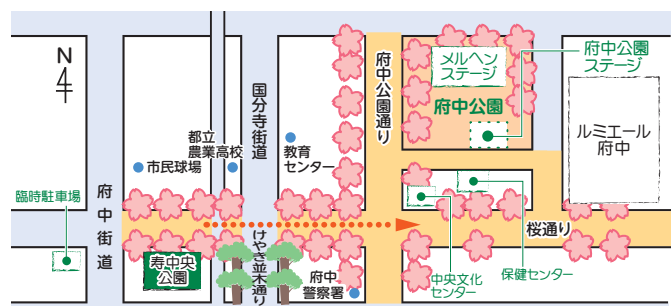 N
臨時駐車場
府中街道
市民球場
都立
農業高校
国分寺街道
教育
センター
寿中央
公園
けやき並木通り
府中
警察署
府中公園通り
メルヘン
ステージ
府中公園
府中公園
ステージ
ルミエール
府中
桜通り
中央文化
センター
保健センター